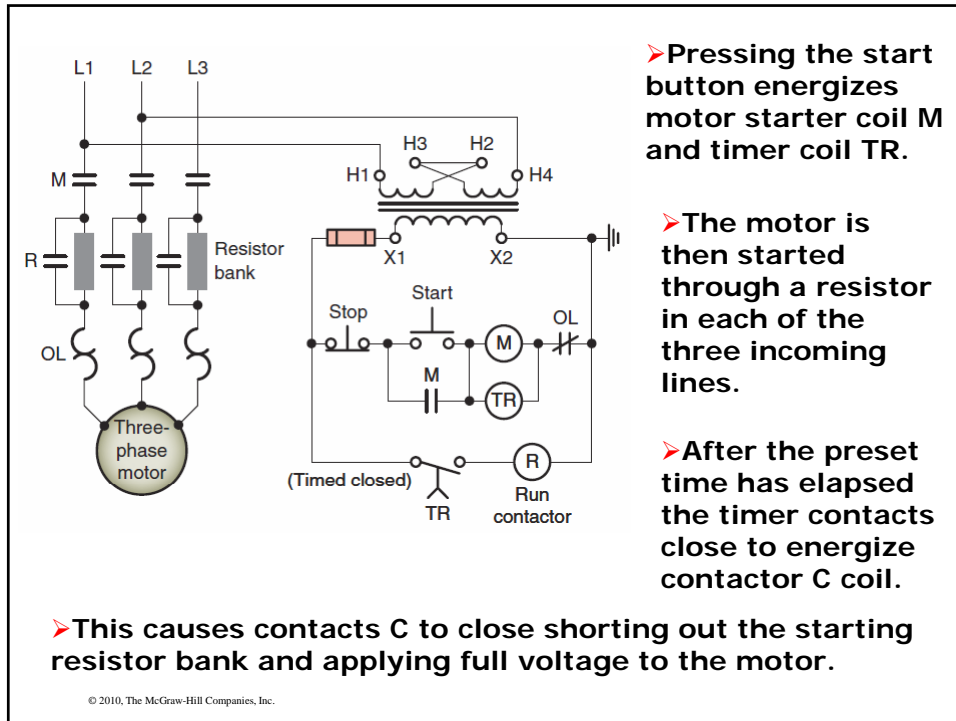 L1 L2 L3
M
R
Resistor
bank
OL
Three-
phase
motor
H3 H2
H1 H4
X1 X2
Start
Stop
OL
M
M
TR
R
(Timed closed)
TR
Run
contactor
➢Pressing the start
button energizes
motor starter coil M
and timer coil TR.
➢The motor is
then started
through a resistor
in each of the
three incoming
lines.
➢After the preset
time has elapsed
the timer contacts
close to energize
contactor C coil.
➢This causes contacts C to close shorting out the starting
resistor bank and applying full voltage to the motor.
© 2010, The McGraw-Hill Companies, Inc.